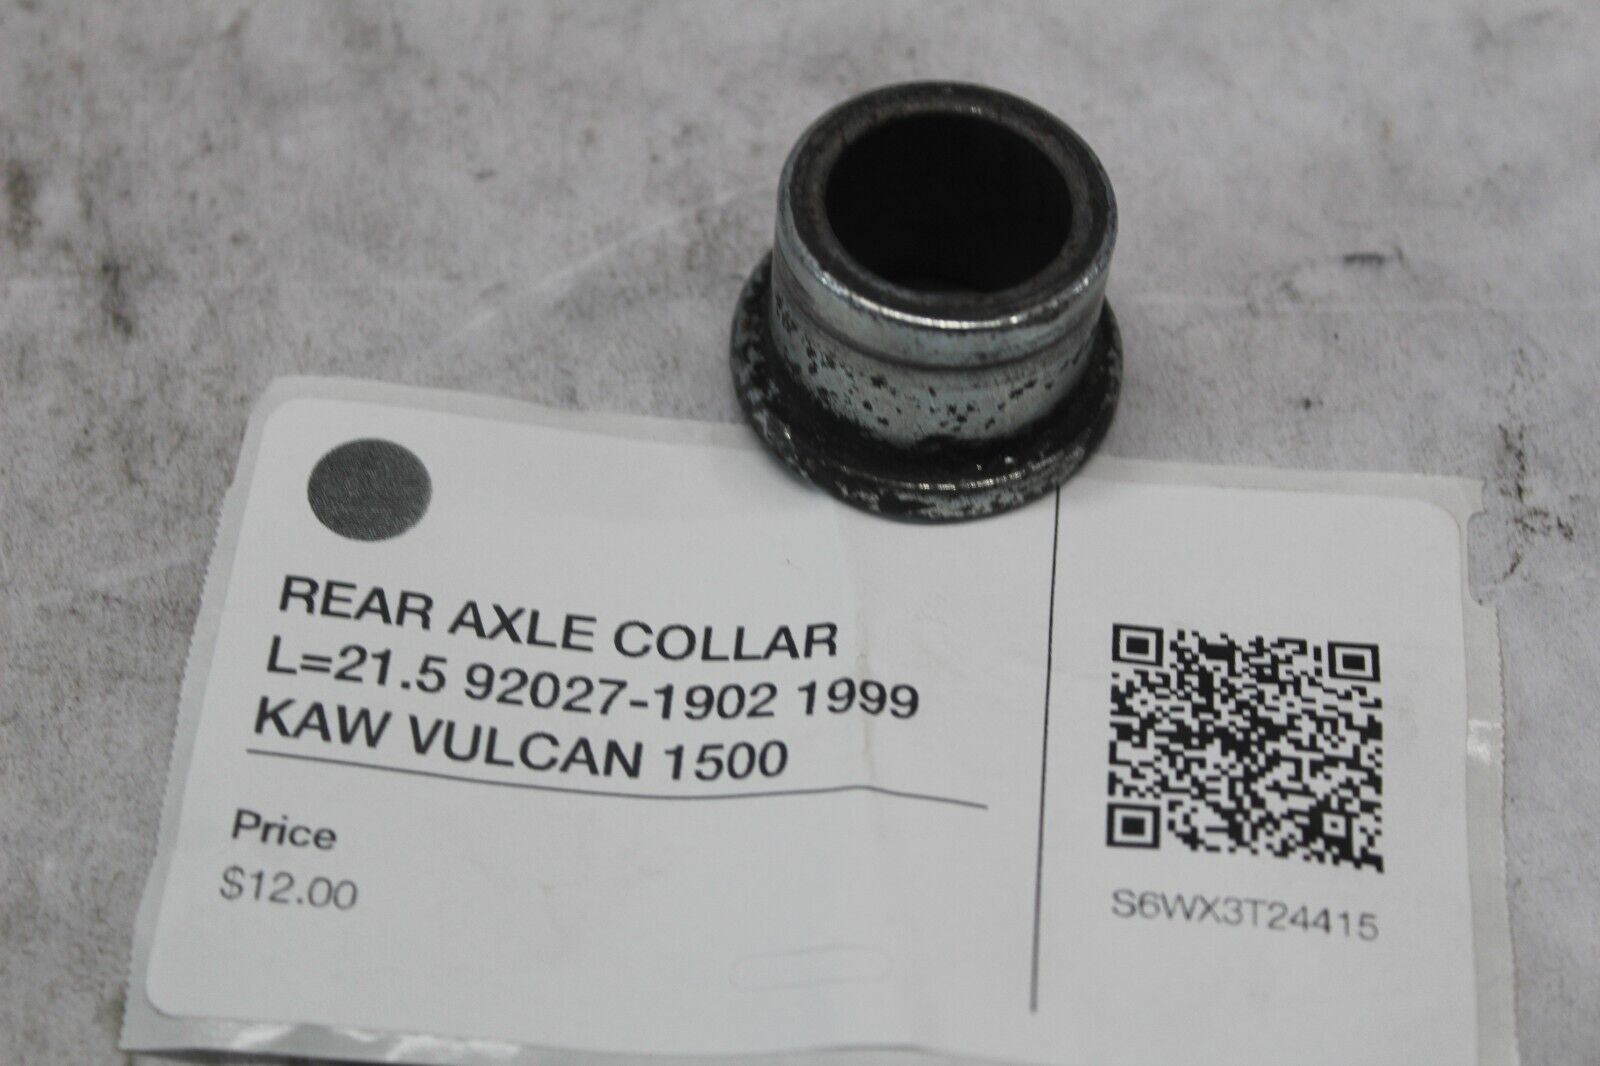 REAR AXLE COLLAR
L=21.5 92027-1902 1999
KAW VULCAN 1500
Price
$12.00
S6WX3T24415